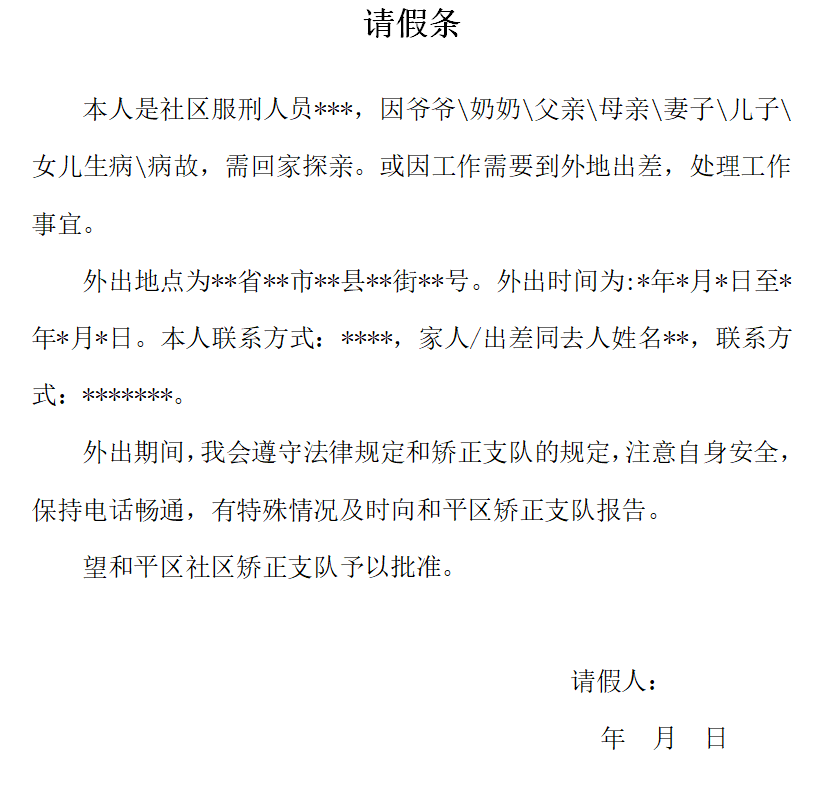 请假条
本人是社区服刑人员***，因爷爷\奶奶\父亲\母亲\妻子\儿子\
女儿生病\病故，需回家探亲。或因工作需要到外地出差，处理工作
事宜。
外出地点为**省**市**县**街**号。外出时间为:*年*月*日至*
年*月*日。本人联系方式：****，家人/出差同去人姓名**，联系方
式：*******。
外出期间,我会遵守法律规定和矫正支队的规定,注意自身安全，
保持电话畅通，有特殊情况及时向和平区矫正支队报告。
望和平区社区矫正支队予以批准。
请假人：
年 月 日